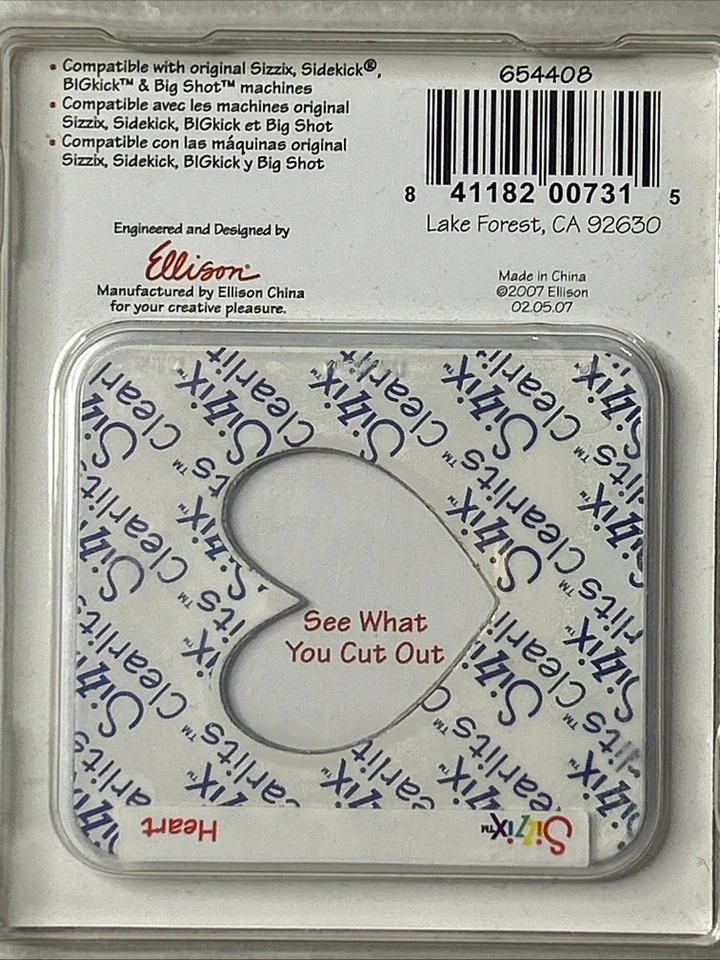 • Compatible with original Sizzix, Sidekick®,
BIGkick™ & Big Shot™ machines
• Compatible avec les machines original
Sizzix, Sidekick, BIGkick et Big Shot
• Compatible con las máquinas original
Sizzix, Sidekick, BIGkick y Big Shot
654408
8 41182 00731 5
Lake Forest, CA 92630
Engineered and Designed by
Ellison®
Manufactured by Ellison China
for your creative pleasure.
Made in China
©2007 Ellison
02.05.07
Sizzix™ Clearlits™
See What
You Cut Out
Heart
Sizzix™